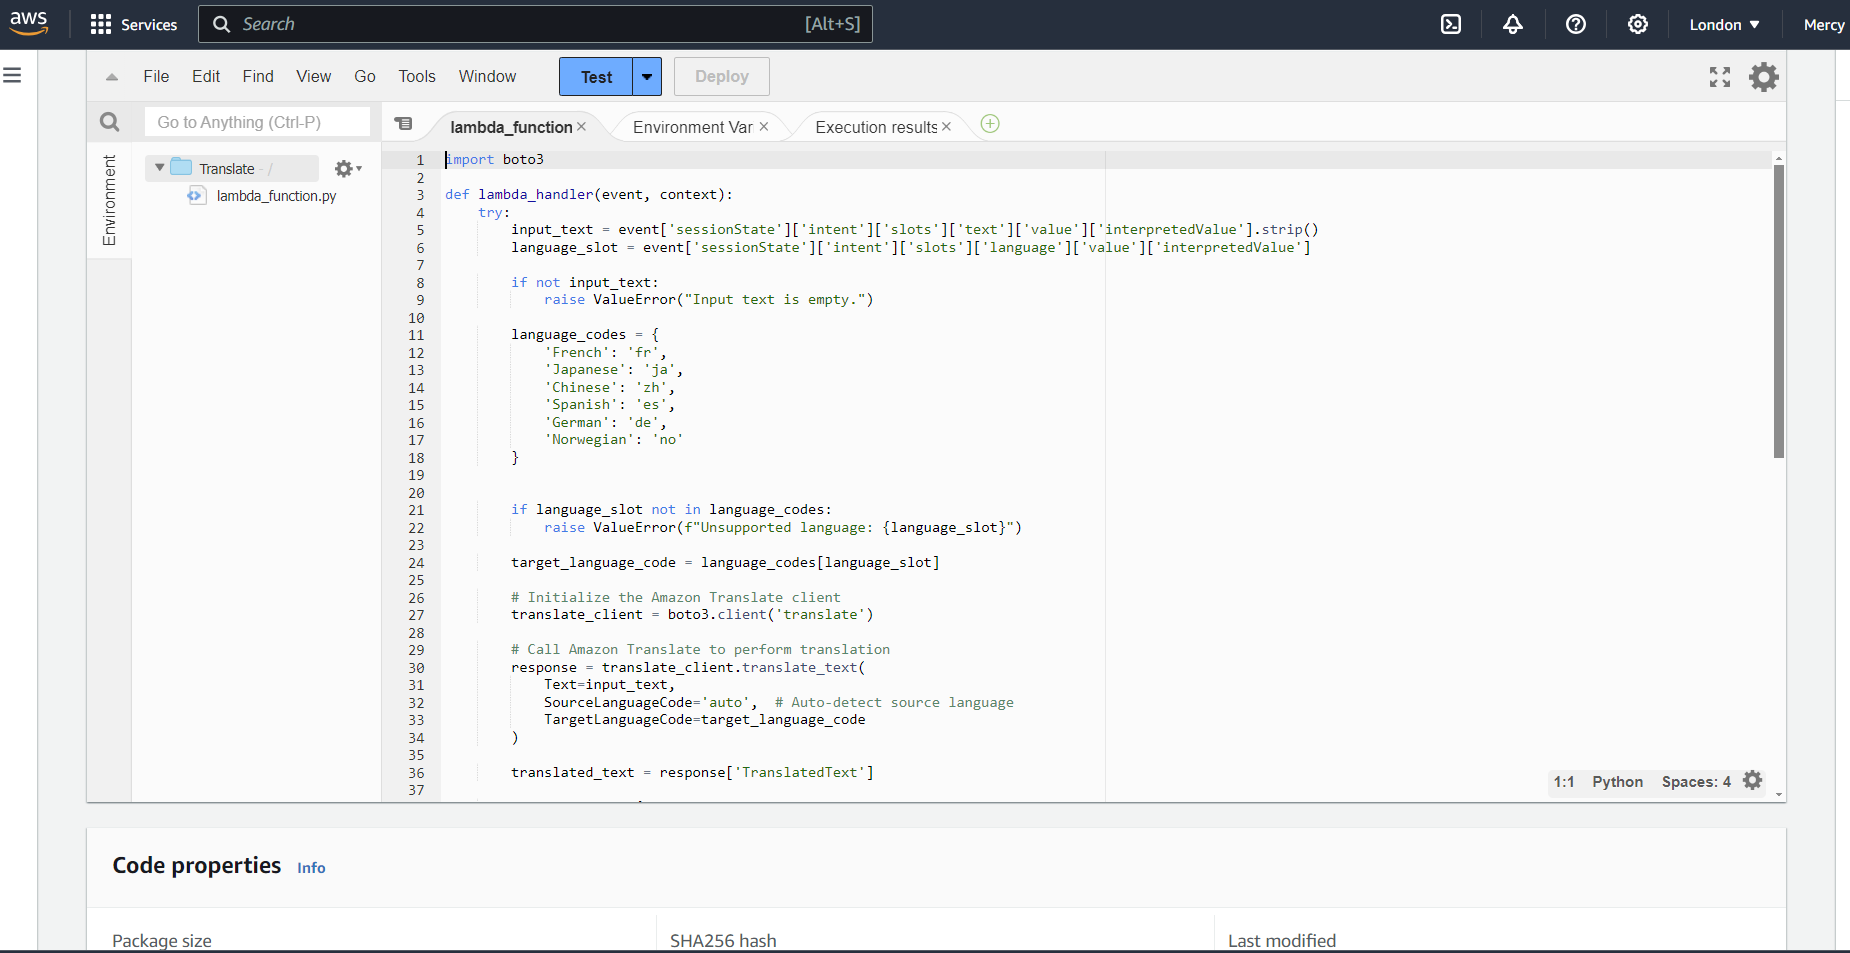 aws Services Search [Alt+S] London Mercy
File Edit Find View Go Tools Window Test Deploy
Go to Anything (Ctrl-P) lambda_function Environment Var Execution results
Environment
Translate - /
lambda_function.py
1 import boto3
2
3 def lambda_handler(event, context):
4     try:
5         input_text = event['sessionState']['intent']['slots']['text']['value']['interpretedValue'].strip()
6         language_slot = event['sessionState']['intent']['slots']['language']['value']['interpretedValue']
7
8         if not input_text:
9             raise ValueError("Input text is empty.")
10
11         language_codes = {
12             'French': 'fr',
13             'Japanese': 'ja',
14             'Chinese': 'zh',
15             'Spanish': 'es',
16             'German': 'de',
17             'Norwegian': 'no'
18         }
19
20
21         if language_slot not in language_codes:
22             raise ValueError(f"Unsupported language: {language_slot}")
23
24         target_language_code = language_codes[language_slot]
25
26         # Initialize the Amazon Translate client
27         translate_client = boto3.client('translate')
28
29         # Call Amazon Translate to perform translation
30         response = translate_client.translate_text(
31             Text=input_text,
32             SourceLanguageCode='auto',  # Auto-detect source language
33             TargetLanguageCode=target_language_code
34         )
35
36         translated_text = response['TranslatedText']
37
1:1 Python Spaces: 4
Code properties Info
Package size SHA256 hash Last modified